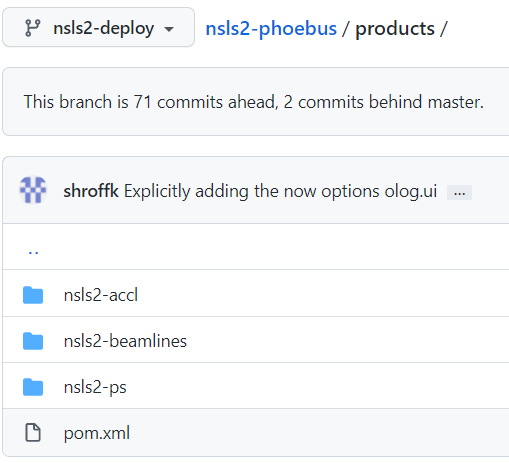 nsls2-deploy nsls2-phoebus / products /
This branch is 71 commits ahead, 2 commits behind master.
shroffk Explicitly adding the now options olog.ui ...
..
nsls2-accl
nsls2-beamlines
nsls2-ps
pom.xml